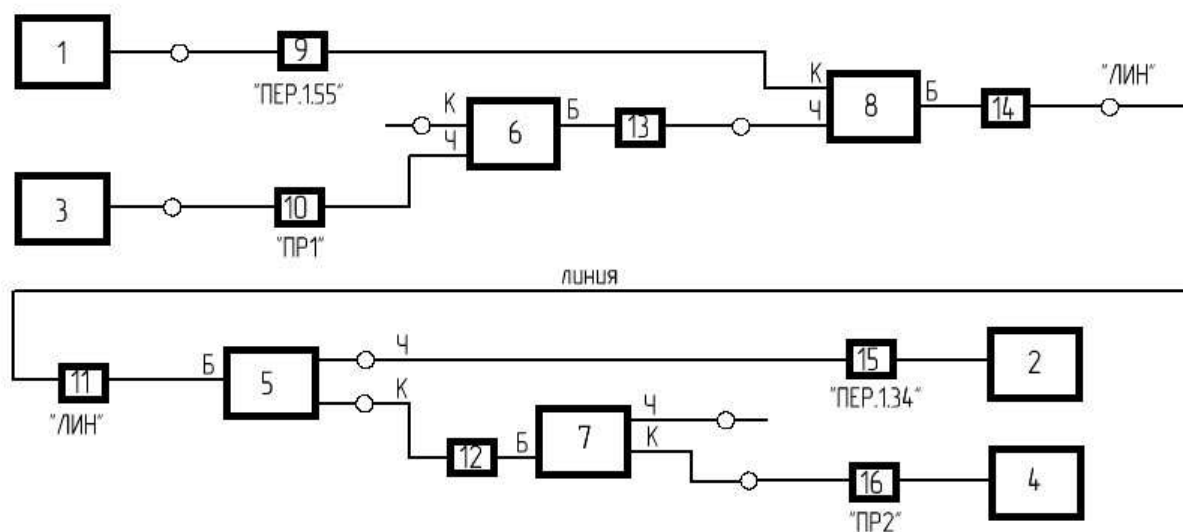 1
9
"ПЕР.1.55"
К
Ч
8
Б
14
"ЛИН"
К
Ч
6
Б
13
3
10
"ПР1"
линия
11
"ЛИН"
Б
5
Ч
К
15
"ПЕР.1.34"
2
12
Б
7
Ч
К
16
"ПР2"
4